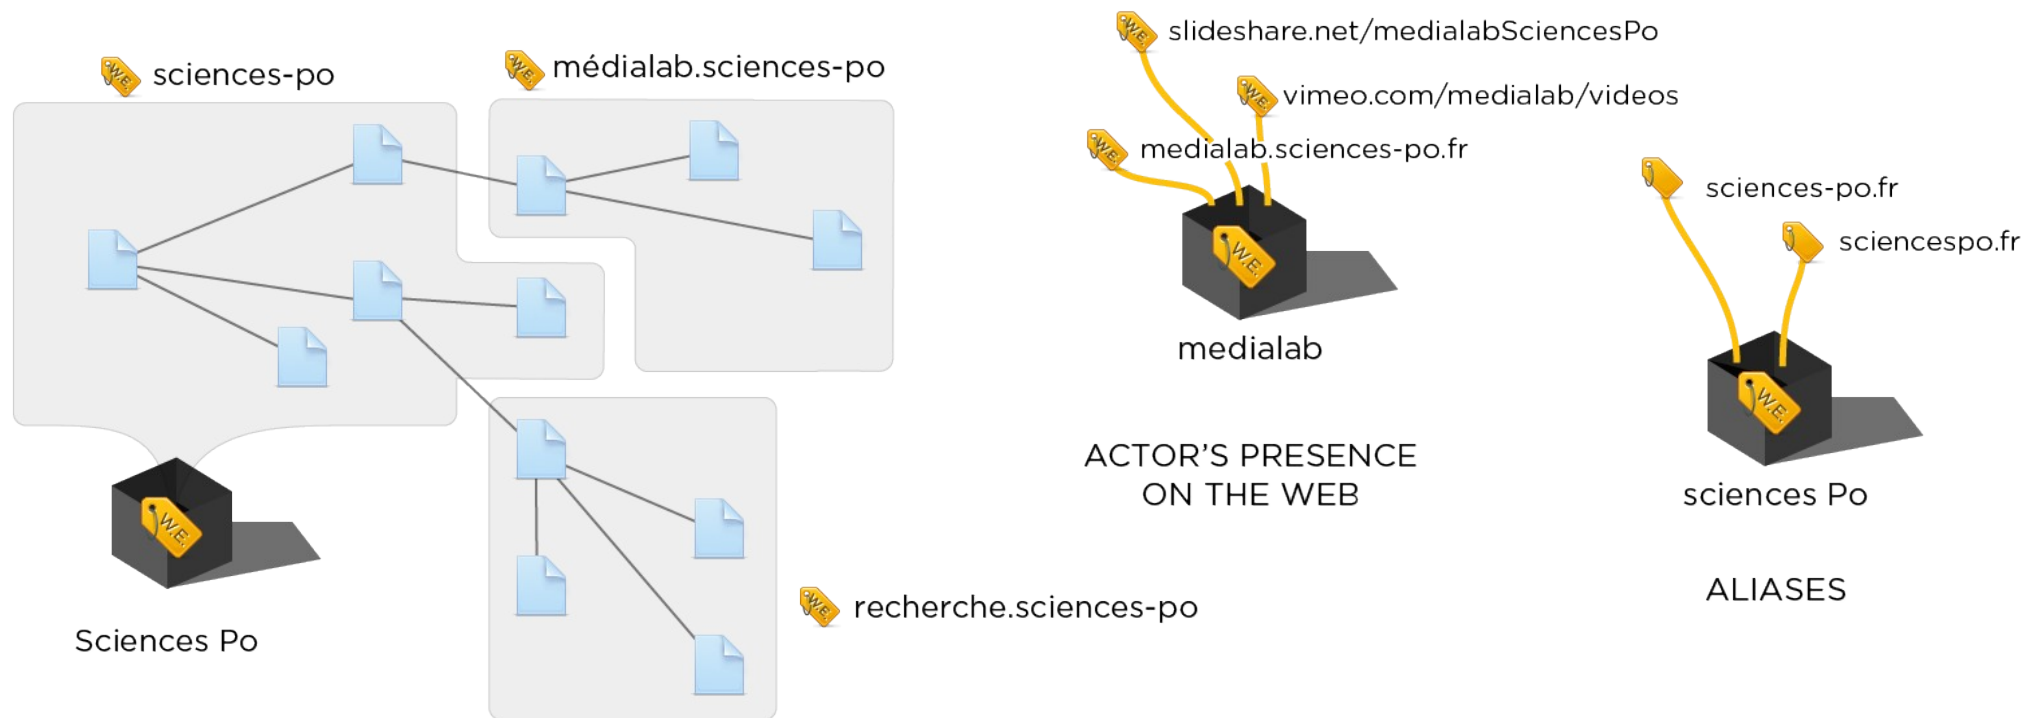 W.E. sciences-po
W.E. médialab.sciences-po
W.E.
Sciences Po
W.E. recherche.sciences-po
W.E. slideshare.net/medialabSciencesPo
W.E. vimeo.com/medialab/videos
W.E. medialab.sciences-po.fr
W.E.
medialab
ACTOR'S PRESENCE
ON THE WEB
sciences-po.fr
sciencespo.fr
W.E.
sciences Po
ALIASES